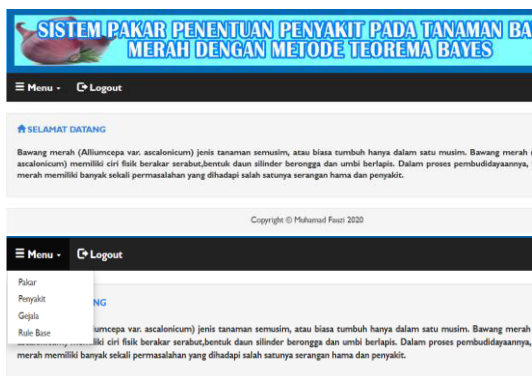 SISTEM PAKAR PENENTUAN PENYAKIT PADA TANAMAN BA
MERAH DENGAN METODE TEOREMA BAYES
Menu Logout
SELAMAT DATANG
Bawang merah (Alliumcepa var. ascalonicum) jenis tanaman semusim, atau biasa tumbuh hanya dalam satu musim. Bawang merah
ascalonicum) memiliki ciri fisik berakar serabut,bentuk daun silinder berongga dan umbi berlapis. Dalam proses pembudidayaannya,
merah memiliki banyak sekali permasalahan yang dihadapi salah satunya serangan hama dan penyakit.
Copyright © Muhamad Fauzi 2020
Menu Logout
Pakar
Penyakit
NG
Gejala
Rule Base
iumcepa var. ascalonicum) jenis tanaman semusim, atau biasa tumbuh hanya dalam satu musim. Bawang merah
liki ciri fisik berakar serabut,bentuk daun silinder berongga dan umbi berlapis. Dalam proses pembudidayaannya,
merah memiliki banyak sekali permasalahan yang dihadapi salah satunya serangan hama dan penyakit.